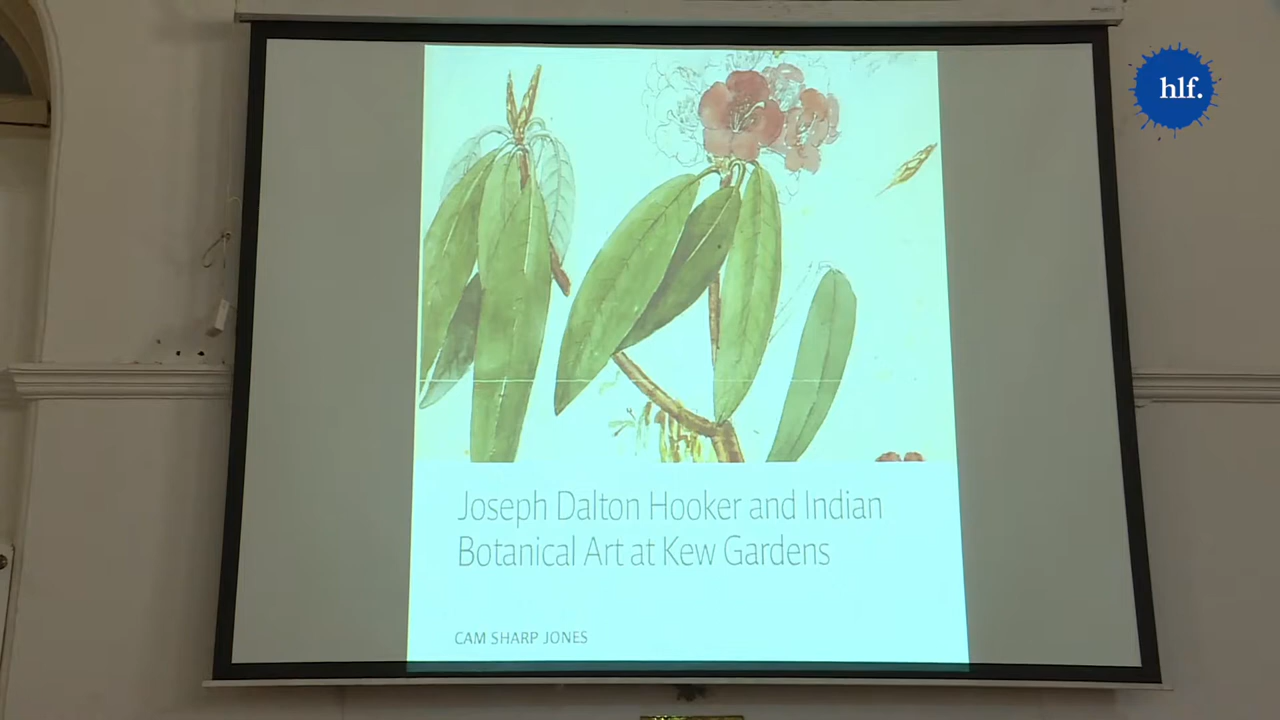 hlf.
Joseph Dalton Hooker and Indian
Botanical Art at Kew Gardens
CAM SHARP JONES